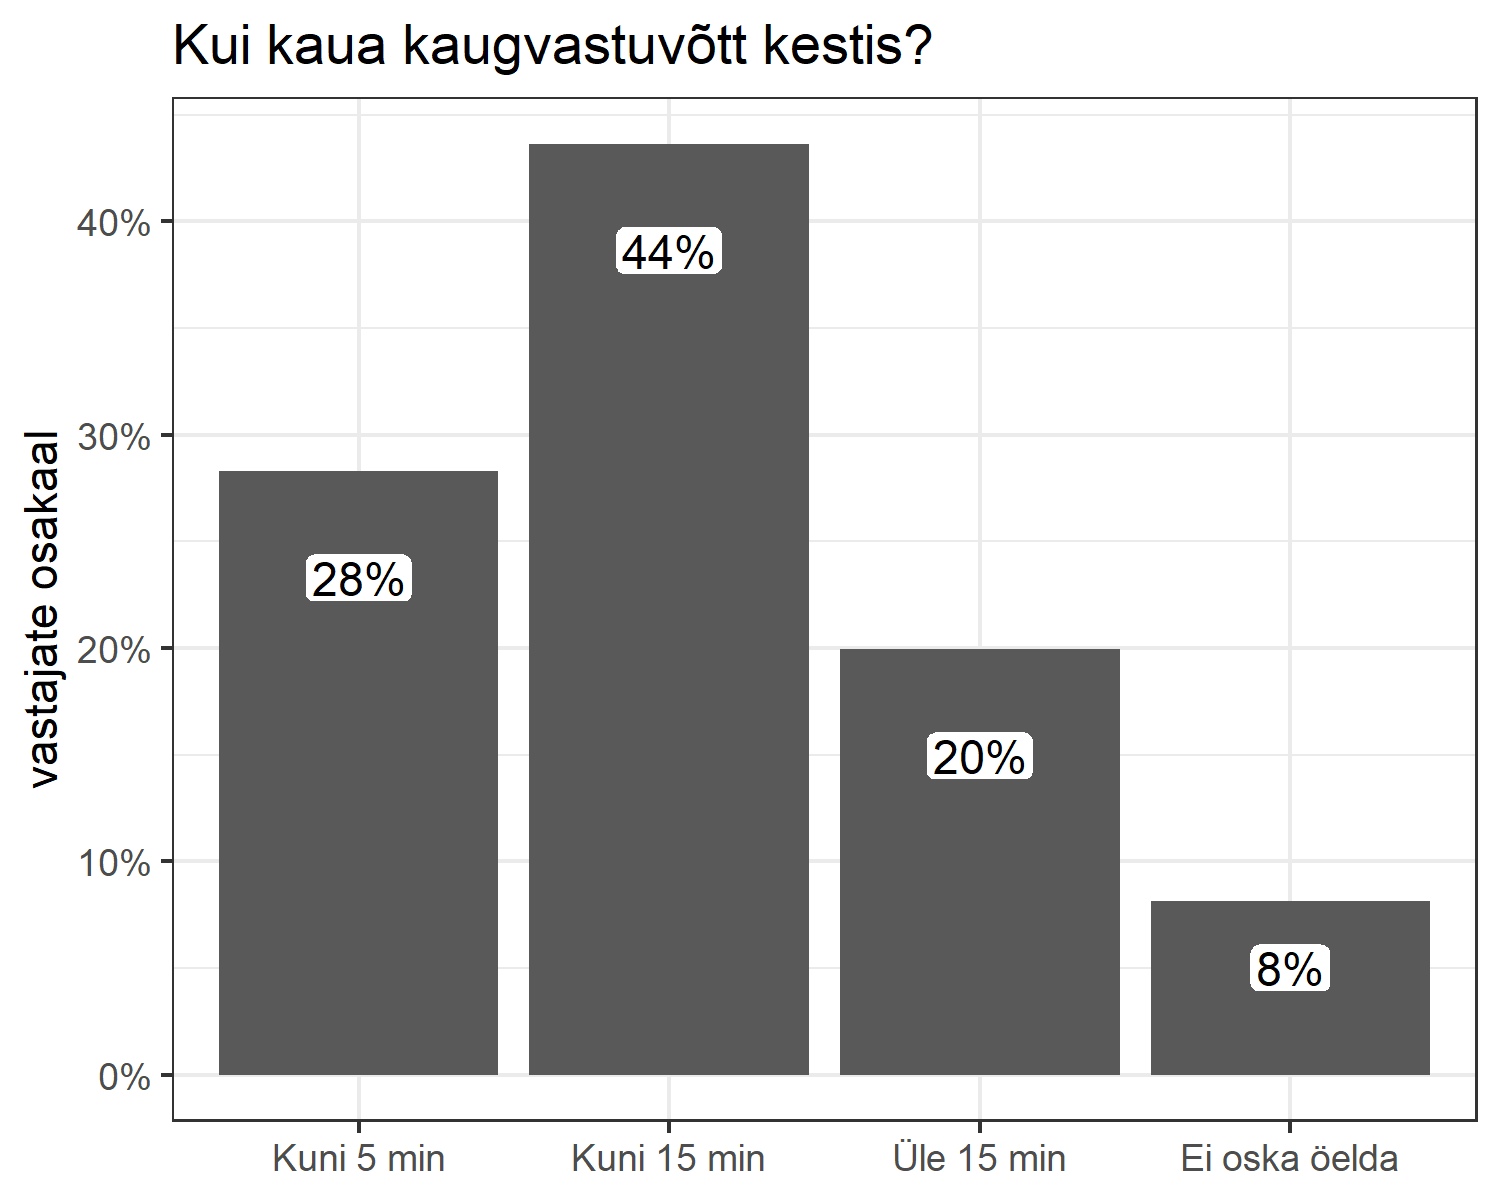 Kui kaua kaugvastuvõtt kestis?
vastajate osakaal
40%
30%
20%
10%
0%
28%
44%
20%
8%
Kuni 5 min
Kuni 15 min
Üle 15 min
Ei oska öelda